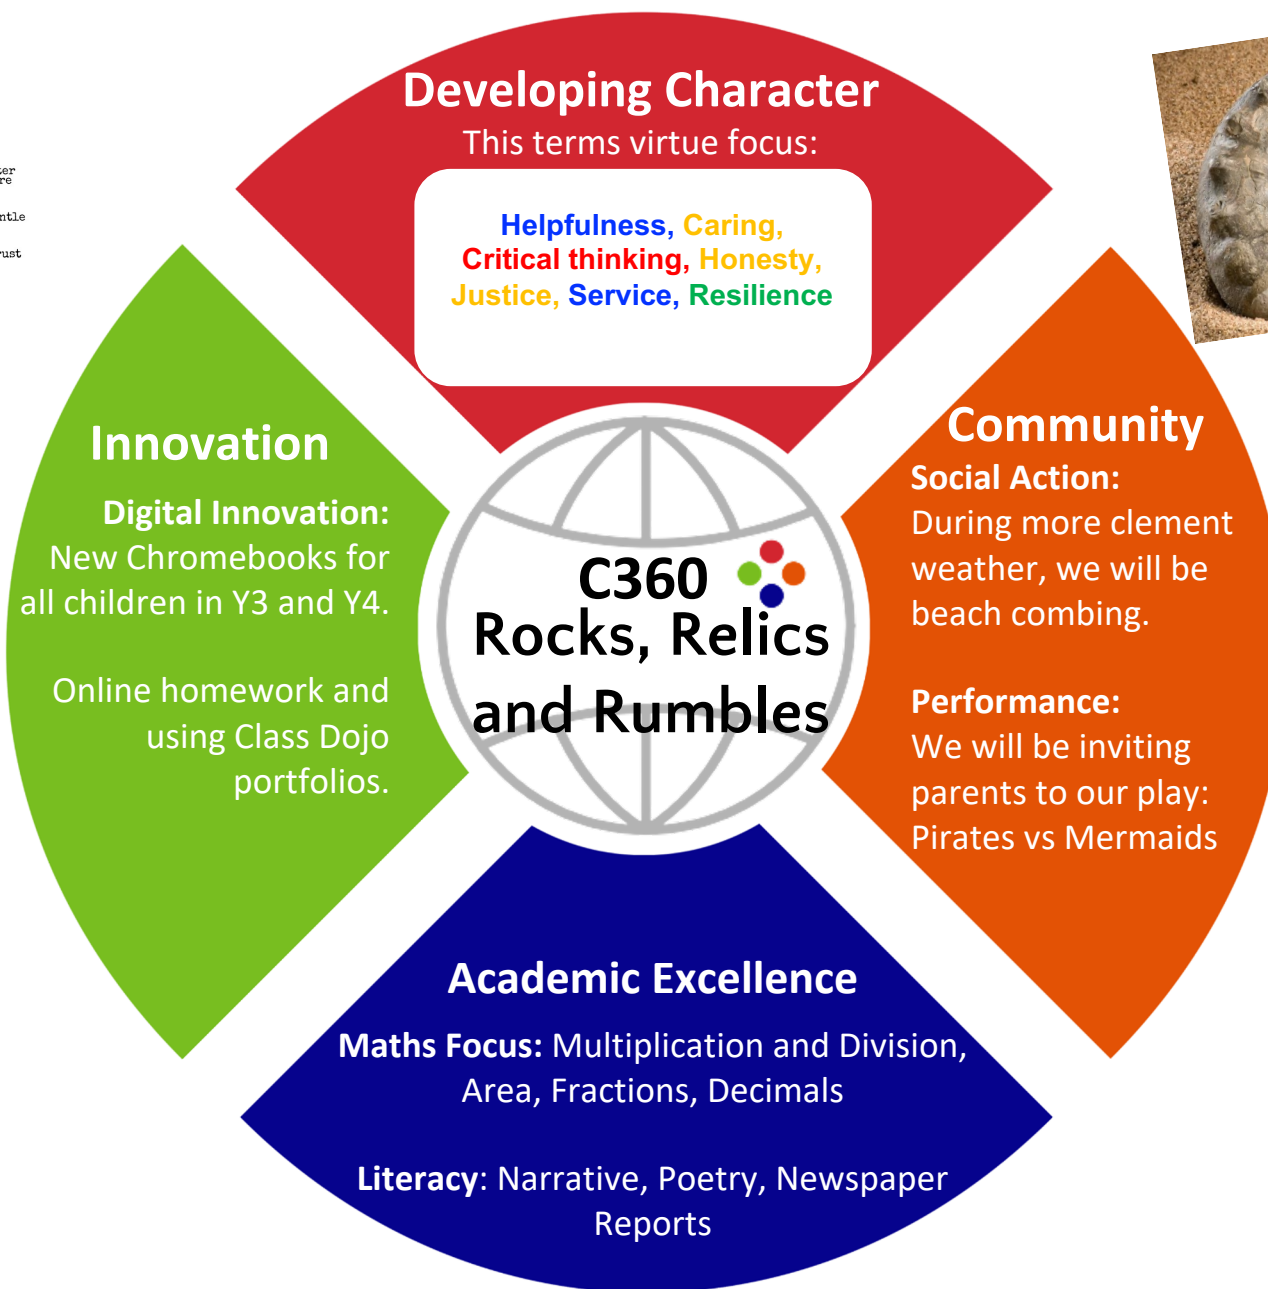 Developing Character
This terms virtue focus:
Helpfulness, Caring,
Critical thinking, Honesty,
Justice, Service, Resilience
Innovation
Digital Innovation:
New Chromebooks for
all children in Y3 and Y4.
Online homework and
using Class Dojo
portfolios.
C360
Rocks, Relics
and Rumbles
Community
Social Action:
During more clement
weather, we will be
beach combing.
Performance:
We will be inviting
parents to our play:
Pirates vs Mermaids
Academic Excellence
Maths Focus: Multiplication and Division,
Area, Fractions, Decimals
Literacy: Narrative, Poetry, Newspaper
Reports